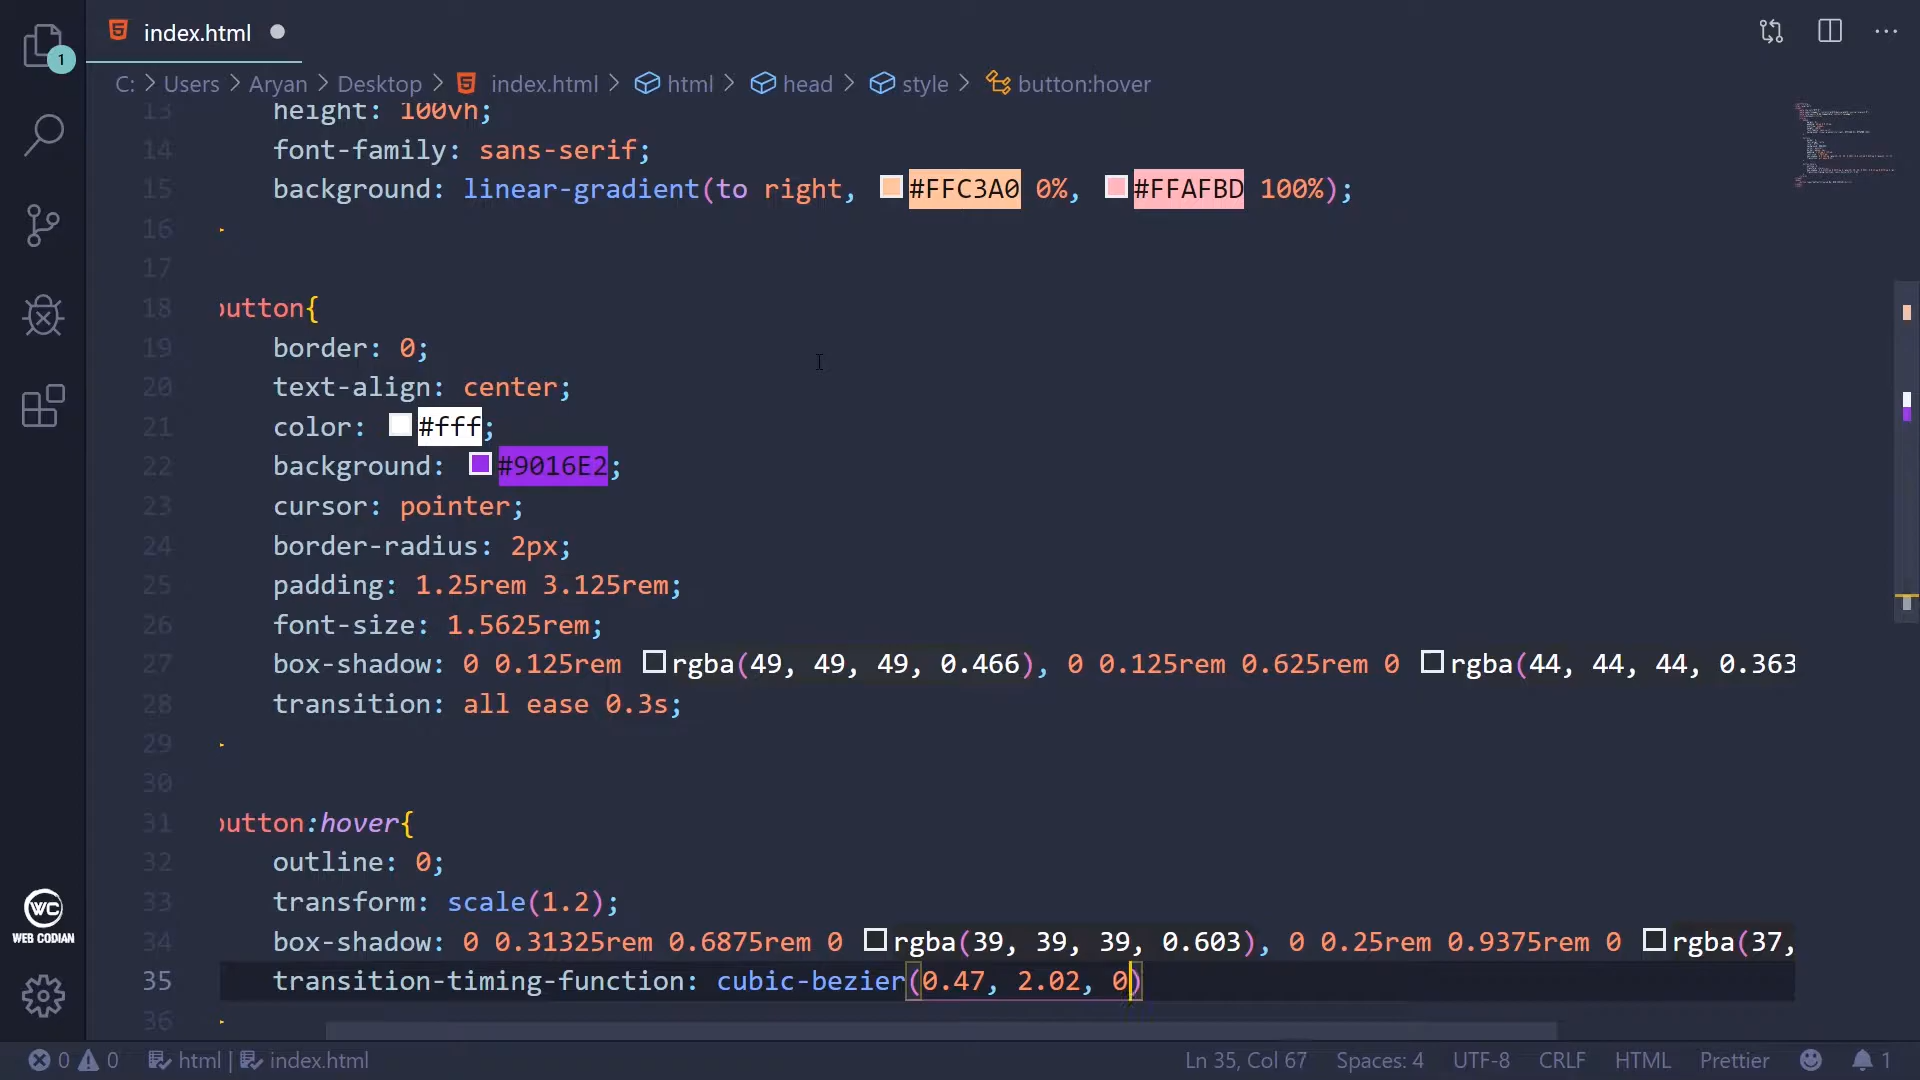 index.html
1
C: > Users > Aryan > Desktop > index.html > html > head > style > button:hover
13 height: 100vh;
14 font-family: sans-serif;
15 background: linear-gradient(to right, #FFC3A0 0%, #FFAFBD 100%);
16
17
18 button{
19 border: 0;
20 text-align: center;
21 color: #fff;
22 background: #9016E2;
23 cursor: pointer;
24 border-radius: 2px;
25 padding: 1.25rem 3.125rem;
26 font-size: 1.5625rem;
27 box-shadow: 0 0.125rem rgba(49, 49, 49, 0.466), 0 0.125rem 0.625rem 0 rgba(44, 44, 44, 0.363
28 transition: all ease 0.3s;
29
30
31 button:hover{
32 outline: 0;
33 transform: scale(1.2);
34 box-shadow: 0 0.31325rem 0.6875rem 0 rgba(39, 39, 39, 0.603), 0 0.25rem 0.9375rem 0 rgba(37,
35 transition-timing-function: cubic-bezier(0.47, 2.02, 0)
36
WC
WEB CODIAN
0 0 html | index.html Ln 35, Col 67 Spaces: 4 UTF-8 CRLF HTML Prettier 1